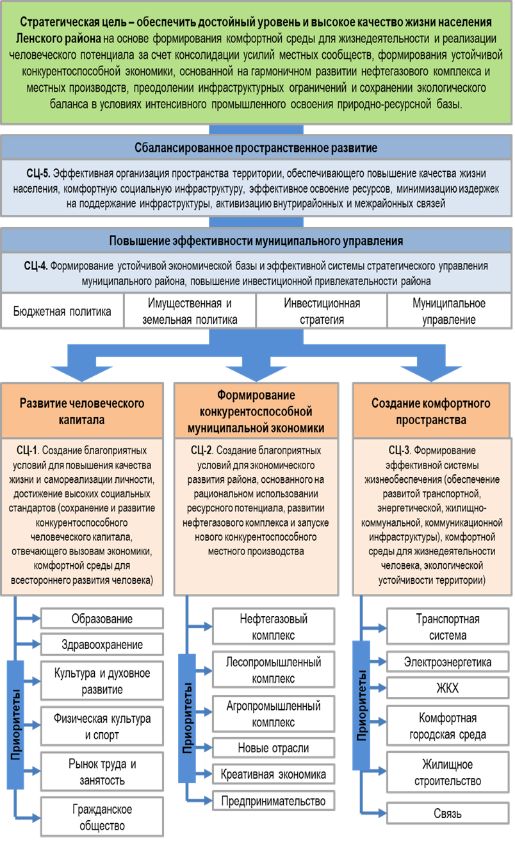 Стратегическая цель – обеспечить достойный уровень и высокое качество жизни населения
Ленского района на основе формирования комфортной среды для жизнедеятельности и реализации
человеческого потенциала за счет консолидации усилий местных сообществ, формирования устойчивой
конкурентоспособной экономики, основанной на гармоничном развитии нефтегазового комплекса и
местных производств, преодолении инфраструктурных ограничений и сохранении экологического
баланса в условиях интенсивного промышленного освоения природно-ресурсной базы.
Сбалансированное пространственное развитие
СЦ-5. Эффективная организация пространства территории, обеспечивающего повышение качества жизни
населения, комфортную социальную инфраструктуру, эффективное освоение ресурсов, минимизацию издержек
на поддержание инфраструктуры, активизацию внутрирайонных и межрайонных связей
Повышение эффективности муниципального управления
СЦ-4. Формирование устойчивой экономической базы и эффективной системы стратегического управления
муниципального района, повышение инвестиционной привлекательности района
Бюджетная политика
Имущественная и
земельная политика
Инвестиционная
стратегия
Муниципальное
управление
Развитие человеческого
капитала
СЦ-1. Создание благоприятных
условий для повышения качества
жизни и самореализации личности,
достижение высоких социальных
стандартов (сохранение и развитие
конкурентоспособного
человеческого капитала,
отвечающего вызовам экономики,
комфортной среды для
всестороннего развития человека)
Приоритеты
Образование
Здравоохранение
Культура и духовное
развитие
Физическая культура
и спорт
Рынок труда и
занятость
Гражданское
общество
Формирование
конкурентоспособной
муниципальной экономики
СЦ-2. Создание благоприятных
условий для экономического
развития района, основанного на
рациональном использовании
ресурсного потенциала, развитии
нефтегазового комплекса и запуске
нового конкурентоспособного
местного производства
Приоритеты
Нефтегазовый
комплекс
Лесопромышленный
комплекс
Агропромышленный
комплекс
Новые отрасли
Креативная экономика
Предпринимательство
Создание комфортного
пространства
СЦ-3. Формирование
эффективной системы
жизнеобеспечения (обеспечение
развитой транспортной,
энергетической, жилищно-
коммунальной, коммуникационной
инфраструктуры), комфортной
среды для жизнедеятельности
человека, экологической
устойчивости территории)
Приоритеты
Транспортная
система
Электроэнергетика
ЖКХ
Комфортная
городская среда
Жилищное
строительство
Связь